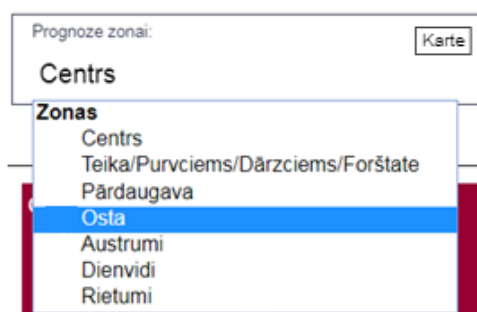 Prognoze zonai:
Karte
Centrs
Zonas
Centrs
Teika/Purvciems/Dārzciems/Forštate
Pārdaugava
Osta
Austrumi
Dienvidi
Rietumi